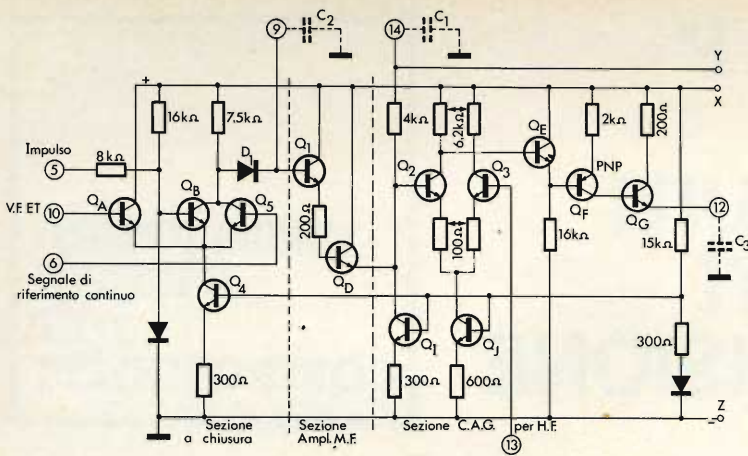 9
C2
14
C1
Y
X
+
16kΩ
7.5kΩ
D1
Q1
4kΩ
6,2kΩ
QE
2kΩ
200Ω
Impulso
5
8kΩ
Q2
Q3
PNP
QA
QB
Q5
200Ω
QF
QG
V.F. ET
10
12
6
Segnale di
riferimento continuo
100Ω
16kΩ
15kΩ
C3
Q4
QD
QI
QJ
300Ω
300Ω
300Ω
600Ω
Z
-
Sezione
a chiusura
Sezione
Ampl. M.F.
Sezione C.A.G. per H.F.
13